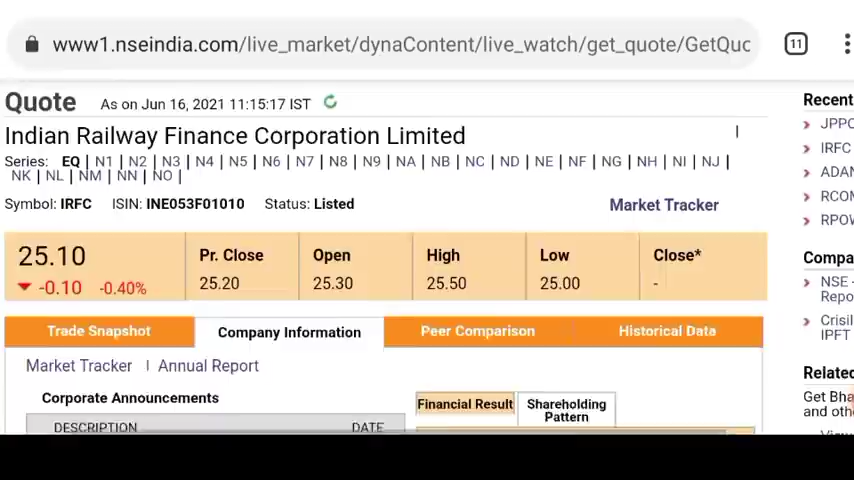 www1.nseindia.com/live_market/dynaContent/live_watch/get_quote/GetQuo
11
Quote As on Jun 16, 2021 11:15:17 IST
Indian Railway Finance Corporation Limited
Series: EQ | N1 | N2 | N3 | N4 | N5 | N6 | N7 | N8 | N9 | NA | NB | NC | ND | NE | NF | NG | NH | NI | NJ |
NK | NL | NM | NN | NO |
Symbol: IRFC ISIN: INE053F01010 Status: Listed Market Tracker
25.10 Pr. Close Open High Low Close*
-0.10 -0.40% 25.20 25.30 25.50 25.00 -
Trade Snapshot Company Information Peer Comparison Historical Data
Market Tracker | Annual Report
Corporate Announcements
DESCRIPTION DATE
Financial Result Shareholding
Pattern
Recent
JPPO
IRFC
ADAN
RCOM
RPOW
Compa
NSE -
Repo
Crisil
IPFT
Related
Get Bha
and oth